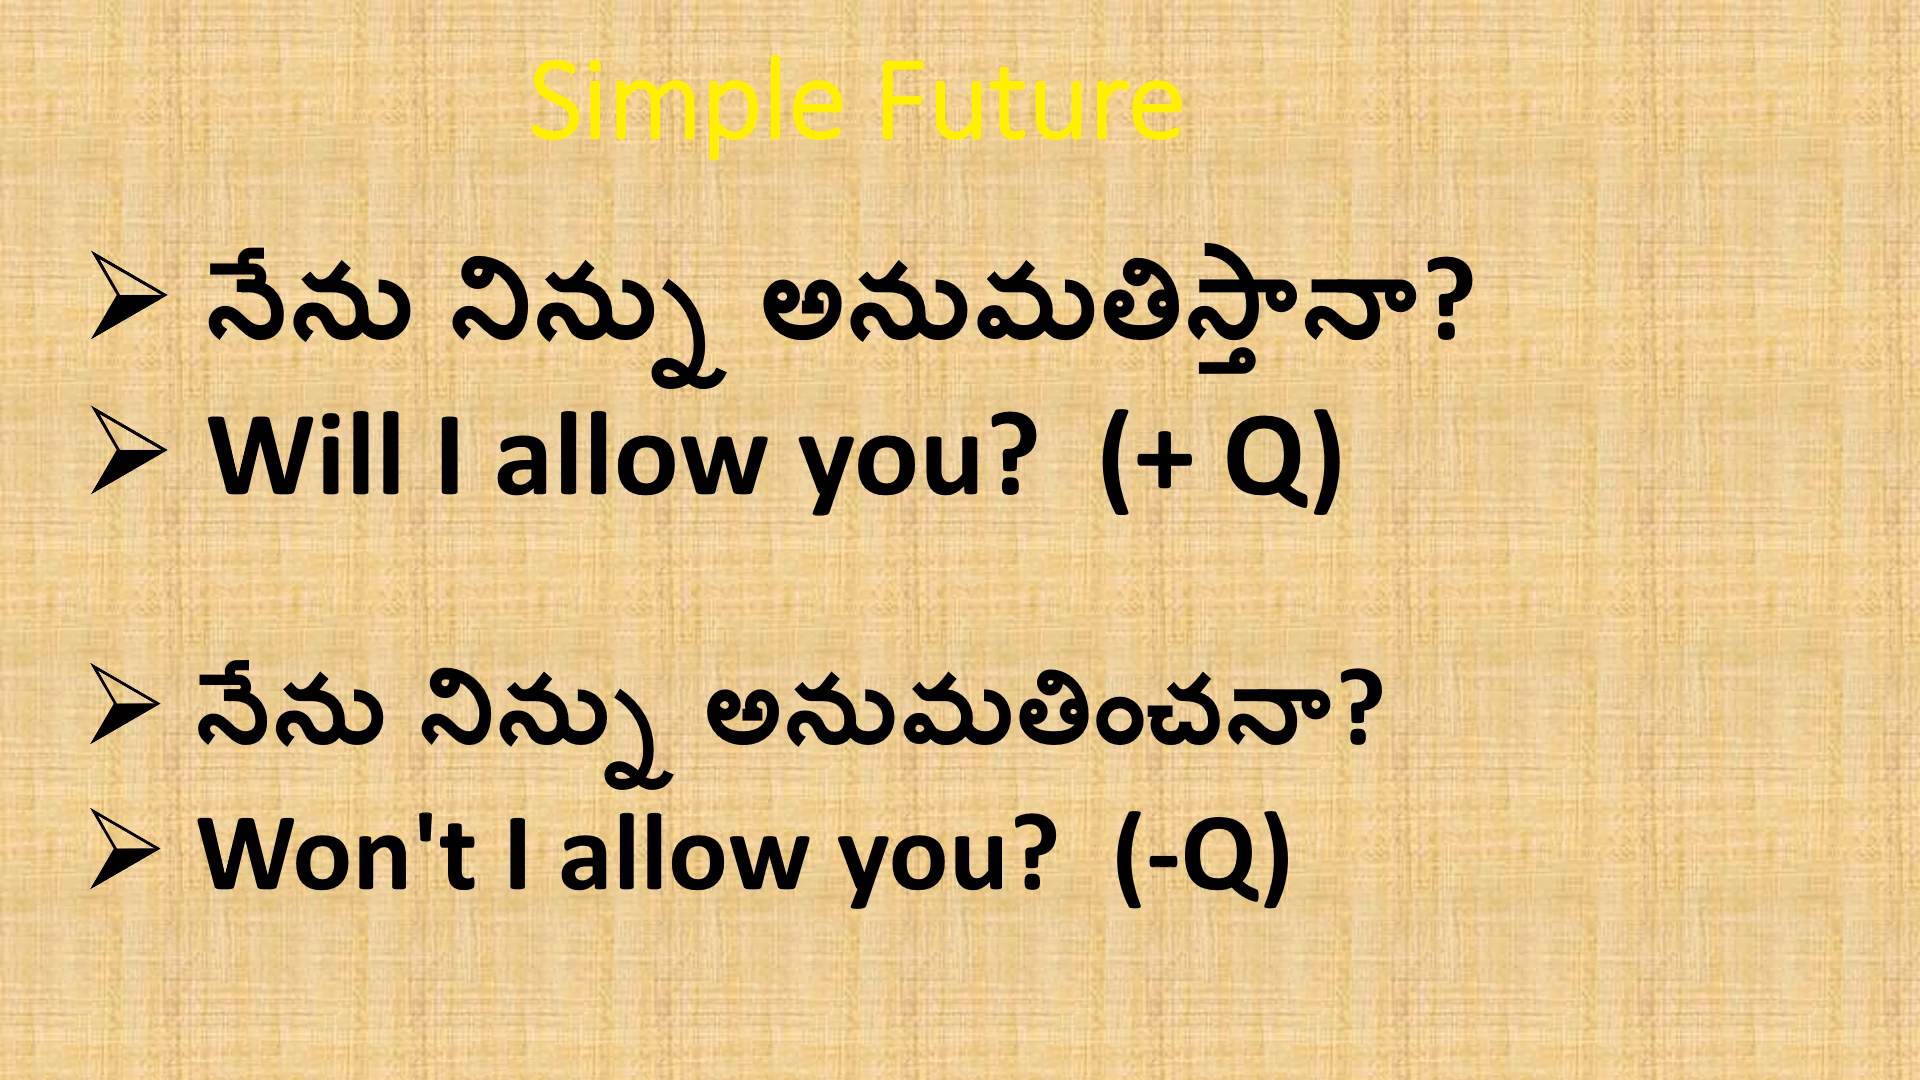 Simple Future
నేను నిన్ను అనుమతిస్తానా?
Will I allow you? (+ Q)
నేను నిన్ను అనుమతించనా?
Won't I allow you? (-Q)